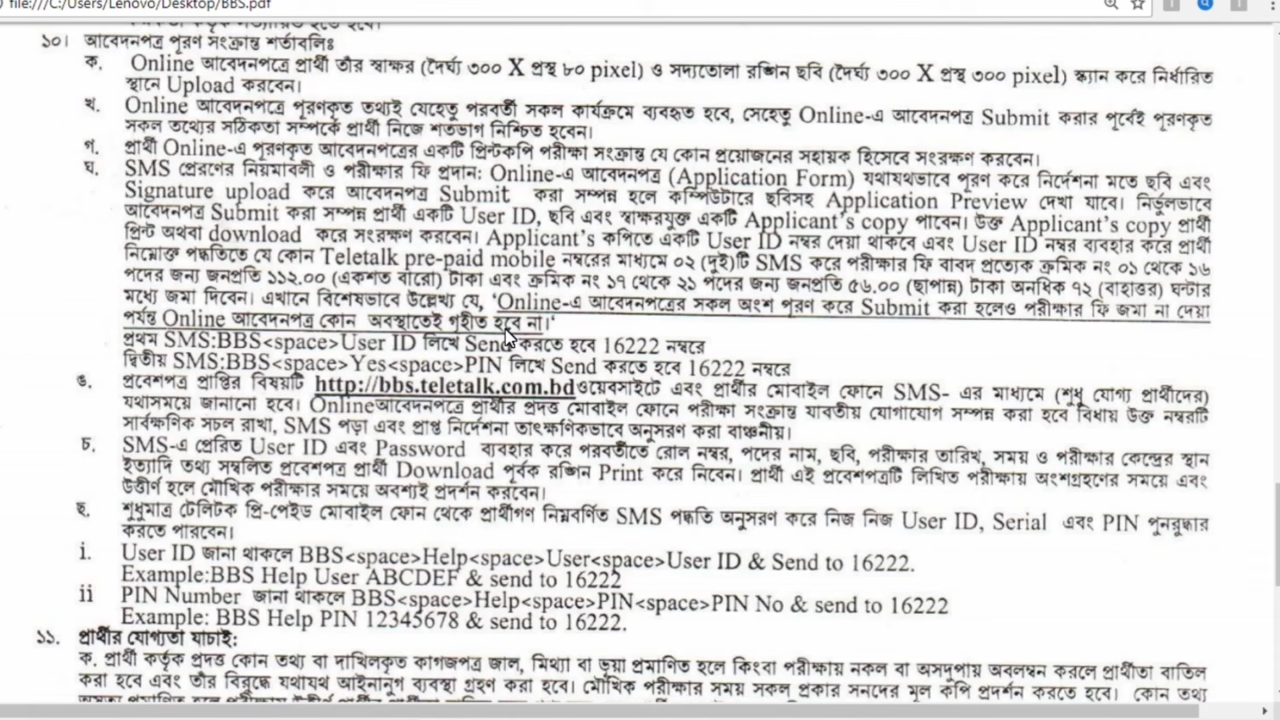 file:///C:/Users/Lenovo/Desktop/BBS.pdf
১০। আবেদনপত্র পূরণ সংক্রান্ত শর্তাবলিঃ
ক. Online আবেদনপত্রে প্রার্থী তাঁর স্বাক্ষর (দৈর্ঘ্য ৩০০ X প্রস্থ ৮০ pixel) ও সদ্যতোলা রঙ্গিন ছবি (দৈর্ঘ্য ৩০০ X প্রস্থ ৩০০ pixel) স্ক্যান করে নির্ধারিত
স্থানে Upload করবেন।
খ. Online আবেদনপত্রে পূরণকৃত তথ্যই যেহেতু পরবর্তী সকল কার্যক্রমে ব্যবহৃত হবে, সেহেতু Online-এ আবেদনপত্র Submit করার পূর্বেই পূরণকৃত
সকল তথ্যের সঠিকতা সম্পর্কে প্রার্থী নিজে শতভাগ নিশ্চিত হবেন।
গ. প্রার্থী Online-এ পূরণকৃত আবেদনপত্রের একটি প্রিন্টকপি পরীক্ষা সংক্রান্ত যে কোন প্রয়োজনের সহায়ক হিসেবে সংরক্ষণ করবেন।
ঘ. SMS প্রেরণের নিয়মাবলী ও পরীক্ষার ফি প্রদান: Online-এ আবেদনপত্র (Application Form) যথাযথভাবে পূরণ করে নির্দেশনা মতে ছবি এবং
Signature upload করে আবেদনপত্র Submit করা সম্পন্ন হলে কম্পিউটারে ছবিসহ Application Preview দেখা যাবে। নির্ভুলভাবে
আবেদনপত্র Submit করা সম্পন্ন প্রার্থী একটি User ID, ছবি এবং স্বাক্ষরযুক্ত একটি Applicant's copy পাবেন। উক্ত Applicant's copy প্রার্থী
প্রিন্ট অথবা download করে সংরক্ষণ করবেন। Applicant's কপিতে একটি User ID নম্বর দেয়া থাকবে এবং User ID নম্বর ব্যবহার করে প্রার্থী
নিম্নোক্ত পদ্ধতিতে যে কোন Teletalk pre-paid mobile নম্বরের মাধ্যমে ০২ (দুই)টি SMS করে পরীক্ষার ফি বাবদ প্রত্যেক ক্রমিক নং ০১ থেকে ১৬
পদের জন্য জনপ্রতি ১১২.০০ (একশত বারো) টাকা এবং ক্রমিক নং ১৭ থেকে ২১ পদের জন্য জনপ্রতি ৫৬.০০ (ছাপান্ন) টাকা অনধিক ৭২ (বাহাত্তর) ঘন্টার
মধ্যে জমা দিবেন। এখানে বিশেষভাবে উল্লেখ্য যে, 'Online-এ আবেদনপত্রের সকল অংশ পূরণ করে Submit করা হলেও পরীক্ষার ফি জমা না দেয়া
পর্যন্ত Online আবেদনপত্র কোন অবস্থাতেই গৃহীত হবে না।'
প্রথম SMS:BBS<space>User ID লিখে Send করতে হবে 16222 নম্বরে
দ্বিতীয় SMS:BBS<space>Yes<space>PIN লিখে Send করতে হবে 16222 নম্বরে
ঙ. প্রবেশপত্র প্রাপ্তির বিষয়টি http://bbs.teletalk.com.bdওয়েবসাইটে এবং প্রার্থীর মোবাইল ফোনে SMS- এর মাধ্যমে (শুধু যোগ্য প্রার্থীদের)
যথাসময়ে জানানো হবে। Onlineআবেদনপত্রে প্রার্থীর প্রদত্ত মোবাইল ফোনে পরীক্ষা সংক্রান্ত যাবতীয় যোগাযোগ সম্পন্ন করা হবে বিধায় উক্ত নম্বরটি
সার্বক্ষণিক সচল রাখা, SMS পড়া এবং প্রাপ্ত নির্দেশনা তাৎক্ষণিকভাবে অনুসরণ করা বাঞ্চনীয়।
চ. SMS-এ প্রেরিত User ID এবং Password ব্যবহার করে পরবর্তীতে রোল নম্বর, পদের নাম, ছবি, পরীক্ষার তারিখ, সময় ও পরীক্ষার কেন্দ্রের স্থান
ইত্যাদি তথ্য সম্বলিত প্রবেশপত্র প্রার্থী Download পূর্বক রঙ্গিন Print করে নিবেন। প্রার্থী এই প্রবেশপত্রটি লিখিত পরীক্ষায় অংশগ্রহণের সময়ে এবং
উত্তীর্ণ হলে মৌখিক পরীক্ষার সময়ে অবশ্যই প্রদর্শন করবেন।
ছ. শুধুমাত্র টেলিটক প্রি-পেইড মোবাইল ফোন থেকে প্রার্থীগণ নিম্নবর্ণিত SMS পদ্ধতি অনুসরণ করে নিজ নিজ User ID, Serial এবং PIN পুনরুদ্ধার
করতে পারবেন।
i. User ID জানা থাকলে BBS<space>Help<space>User<space>User ID & Send to 16222.
Example:BBS Help User ABCDEF & send to 16222
ii PIN Number জানা থাকলে BBS<space>Help<space>PIN<space>PIN No & send to 16222
Example: BBS Help PIN 12345678 & send to 16222.
১১. প্রার্থীর যোগ্যতা যাচাই:
ক. প্রার্থী কর্তৃক প্রদত্ত কোন তথ্য বা দাখিলকৃত কাগজপত্র জাল, মিথ্যা বা ভুয়া প্রমাণিত হলে কিংবা পরীক্ষায় নকল বা অসদুপায় অবলম্বন করলে প্রার্থীতা বাতিল
করা হবে এবং তাঁর বিরুদ্ধে যথাযথ আইনানুগ ব্যবস্থা গ্রহণ করা হবে। মৌখিক পরীক্ষার সময় সকল প্রকার সনদের মূল কপি প্রদর্শন করতে হবে। কোন তথ্য